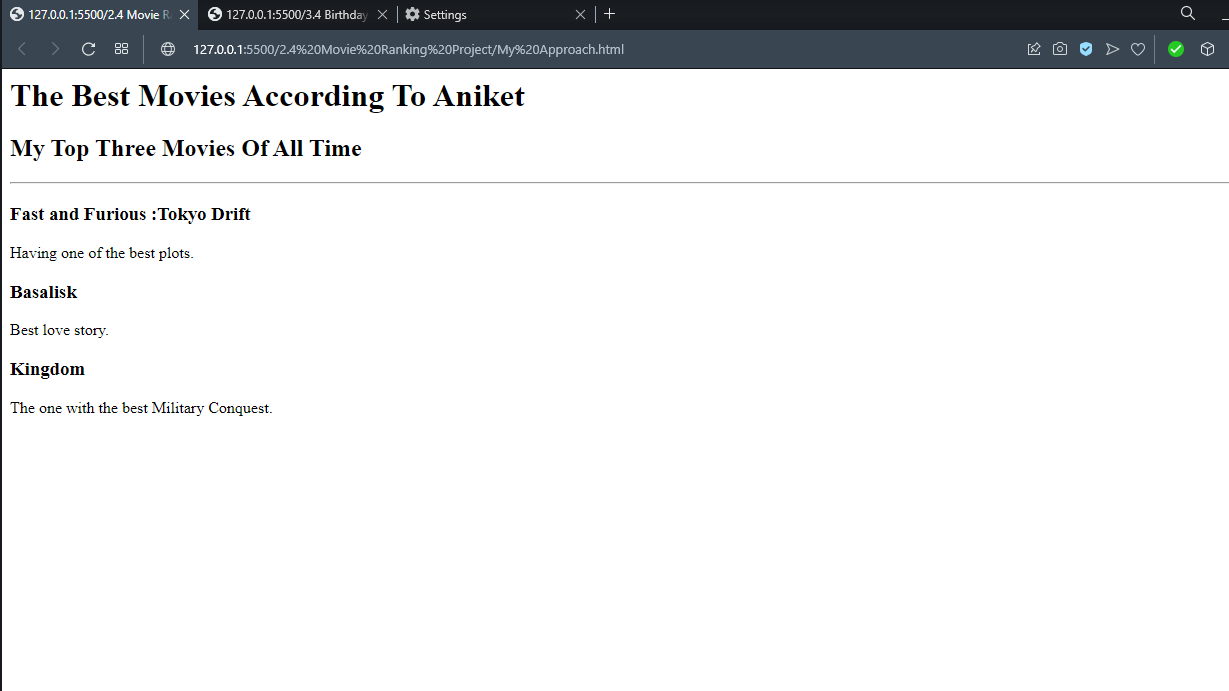 127.0.0.1:5500/2.4 Movie R
127.0.0.1:5500/3.4 Birthday
Settings
127.0.0.1:5500/2.4%20Movie%20Ranking%20Project/My%20Approach.html
The Best Movies According To Aniket
My Top Three Movies Of All Time
Fast and Furious :Tokyo Drift
Having one of the best plots.
Basalisk
Best love story.
Kingdom
The one with the best Military Conquest.